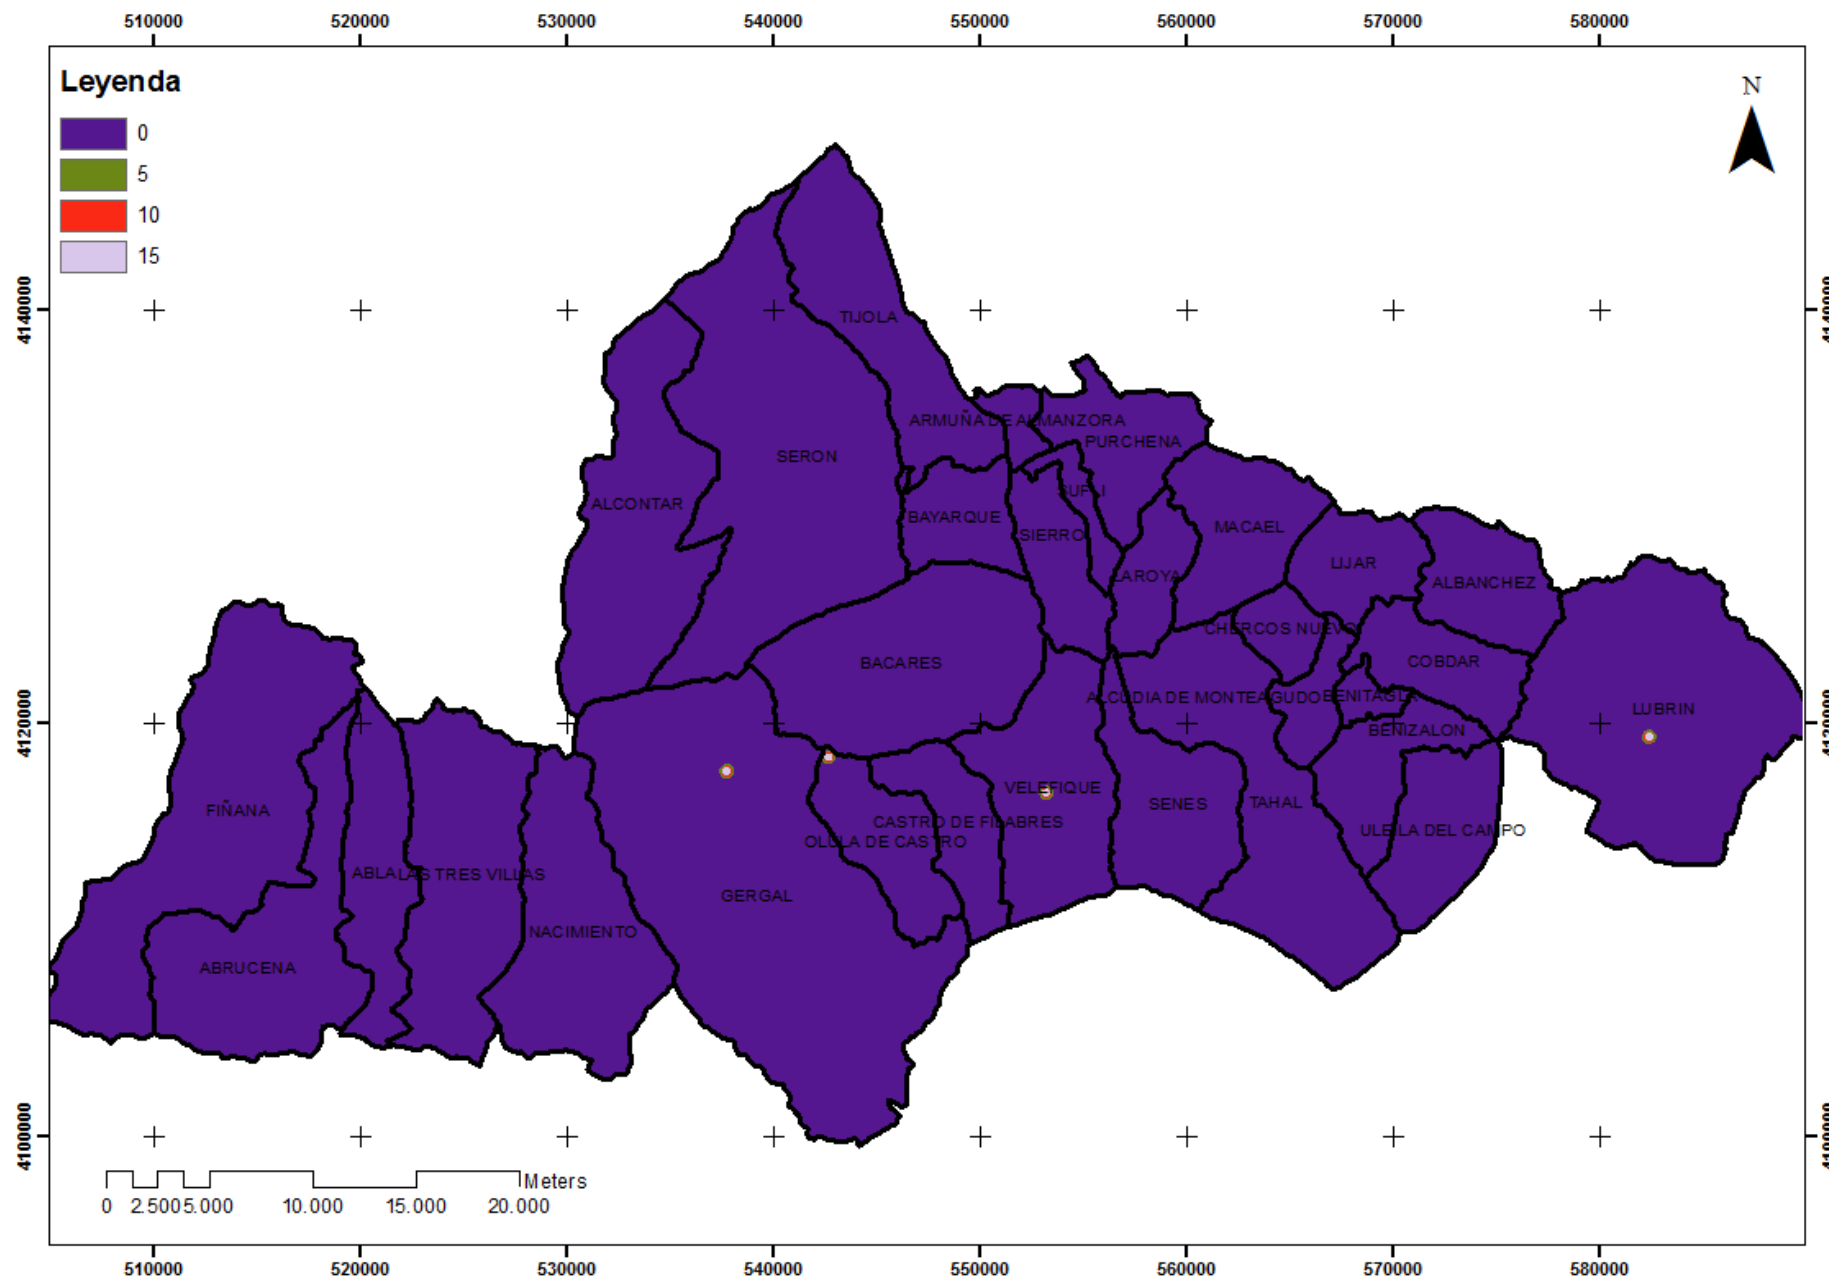 510000 520000 530000 540000 550000 560000 570000 580000
Leyenda
N
0
5
10
15
4140000 4140000
TIJOLA
ARMUÑA DE ALMANZORA
PURCHENA
SERON
SUFLI
ALCONTAR
BAYARQUE
MACAEL
SIERRO
LIJAR
LAROYA
ALBANCHEZ
CHERCOS NUEVO
BACARES
COBDAR
ALCUDIA DE MONTEAGUDO
BENITAGLA
LUBRIN
4120000 4120000
BENIZALON
VELEFIQUE
SENES
TAHAL
FIÑANA
CASTRO DE FILABRES
ULEILA DEL CAMPO
OLULA DE CASTRO
ABLA
LAS TRES VILLAS
GERGAL
NACIMIENTO
ABRUCENA
4100000 4100000
Meters
0 2.500 5.000 10.000 15.000 20.000
510000 520000 530000 540000 550000 560000 570000 580000